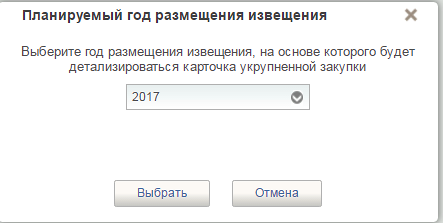 Планируемый год размещения извещения
Выберите год размещения извещения, на основе которого будет
детализироваться карточка укрупненной закупки
2017
Выбрать Отмена